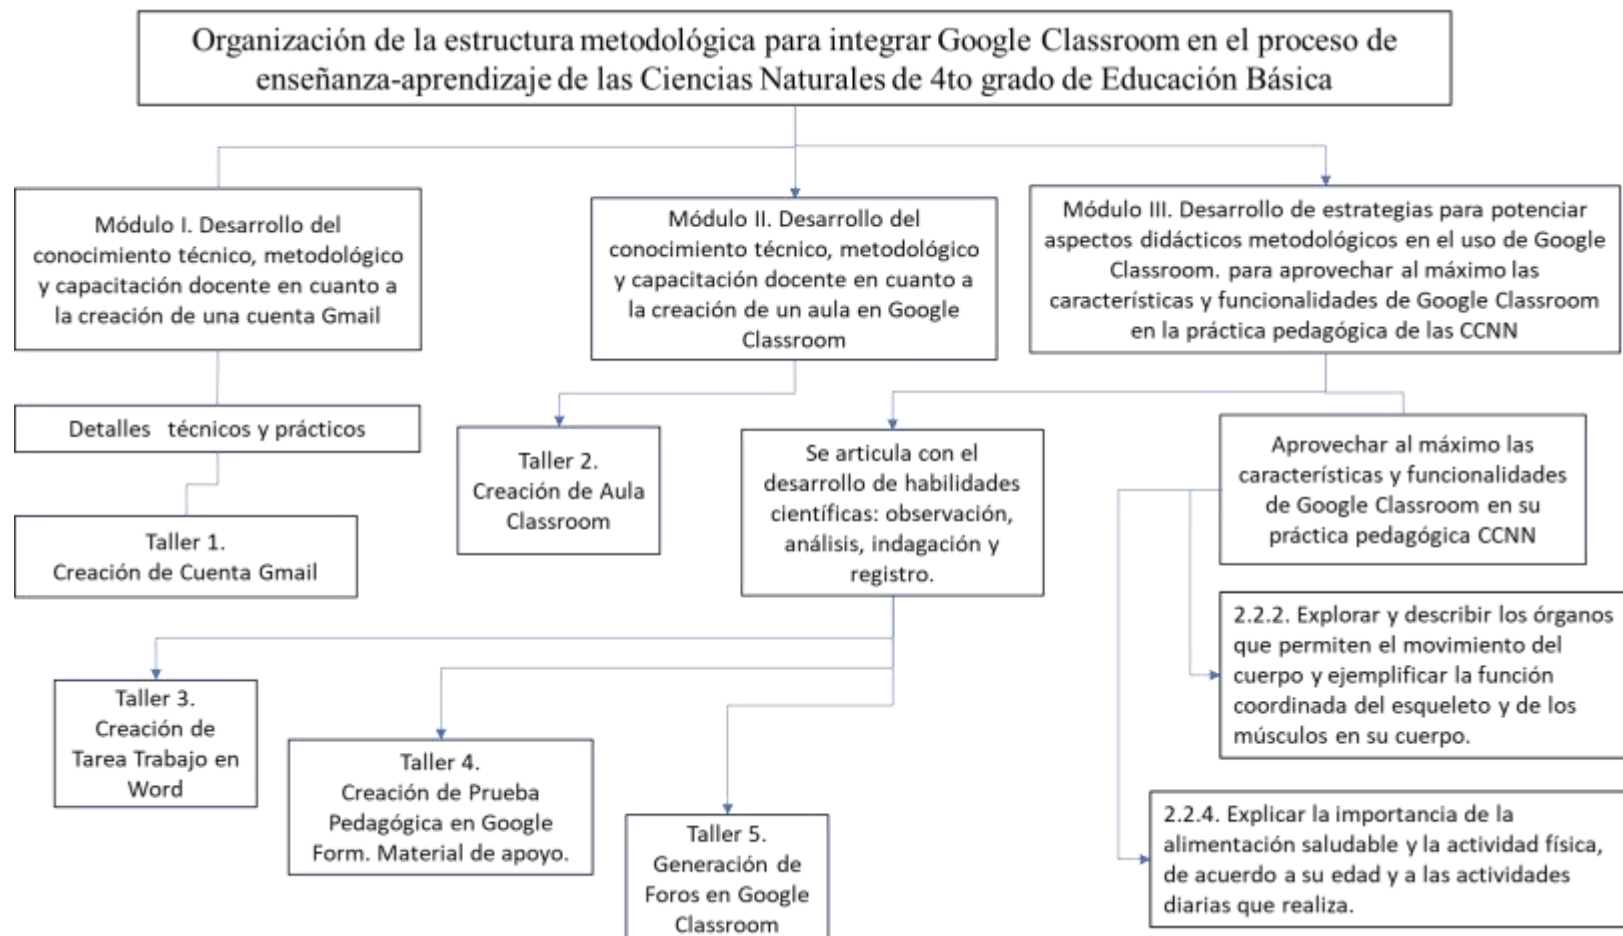 Organización de la estructura metodológica para integrar Google Classroom en el proceso de
enseñanza-aprendizaje de las Ciencias Naturales de 4to grado de Educación Básica
Módulo I. Desarrollo del
conocimiento técnico, metodológico
y capacitación docente en cuanto a
la creación de una cuenta Gmail
Módulo II. Desarrollo del
conocimiento técnico, metodológico
y capacitación docente en cuanto a
la creación de un aula en Google
Classroom
Módulo III. Desarrollo de estrategias para potenciar
aspectos didácticos metodológicos en el uso de Google
Classroom. para aprovechar al máximo las
características y funcionalidades de Google Classroom
en la práctica pedagógica de las CCNN
Detalles técnicos y prácticos
Taller 1.
Creación de Cuenta Gmail
Taller 2.
Creación de Aula
Classroom
Se articula con el
desarrollo de habilidades
científicas: observación,
análisis, indagación y
registro.
Aprovechar al máximo las
características y funcionalidades
de Google Classroom en su
práctica pedagógica CCNN
Taller 3.
Creación de
Tarea Trabajo en
Word
Taller 4.
Creación de Prueba
Pedagógica en Google
Form. Material de apoyo.
Taller 5.
Generación de
Foros en Google
Classroom
2.2.2. Explorar y describir los órganos
que permiten el movimiento del
cuerpo y ejemplificar la función
coordinada del esqueleto y de los
músculos en su cuerpo.
2.2.4. Explicar la importancia de la
alimentación saludable y la actividad física,
de acuerdo a su edad y a las actividades
diarias que realiza.